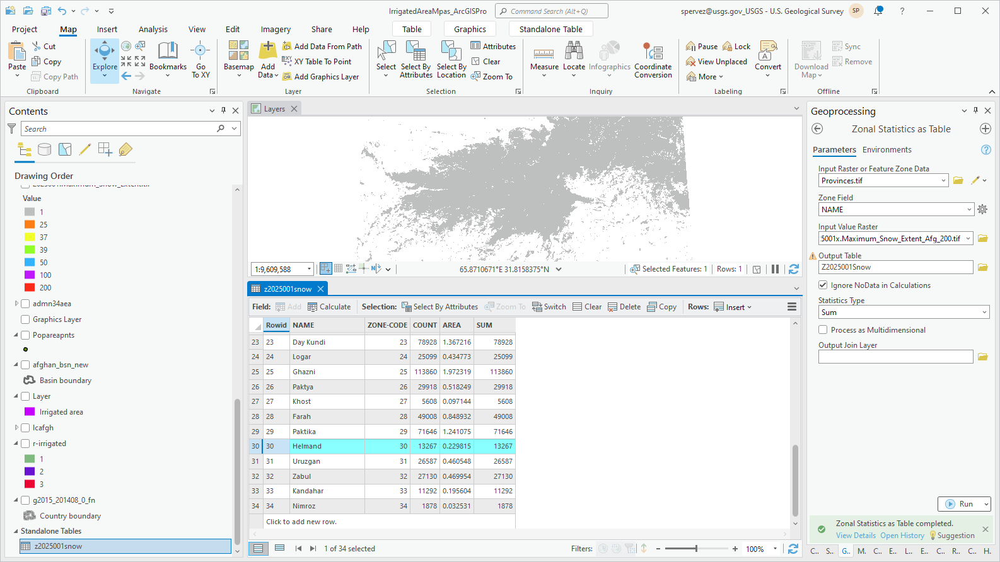 IrrigatedAreaMpas_ArcGISPro
Command Search (Alt+Q)
spervez@usgs.gov_USGS - U.S. Geological Survey
SP
?
Project
Map
Insert
Analysis
View
Edit
Imagery
Share
Help
Table
Graphics
Standalone Table
Paste
Cut
Copy
Copy Path
Clipboard
Explore
Bookmarks
Go To XY
Navigate
Basemap
Add Data
Add Data From Path
XY Table To Point
Add Graphics Layer
Layer
Select
Select By Attributes
Select By Location
Attributes
Clear
Zoom To
Selection
Measure
Locate
Infographics
Coordinate Conversion
Inquiry
Pause
Lock
View Unplaced
More
Convert
Labeling
Download Map
Sync
Remove
Offline
Contents
Search
Drawing Order
Value
1
25
37
39
50
100
200
admn34aea
Graphics Layer
Popareapnts
afghan_bsn_new
Basin boundary
Layer
Irrigated area
lcafgh
r-irrigated
1
2
3
g2015_201408_0_fn
Country boundary
Standalone Tables
z2025001snow
Layers
1:9,609,588
65.8710671°E 31.8158375°N
Selected Features: 1
Rows: 1
z2025001snow
Field: Add Calculate Selection: Select By Attributes Zoom To Switch Clear Delete Copy Rows: Insert
Rowid NAME ZONE-CODE COUNT AREA SUM
23 23 Day Kundi 23 78928 1.367216 78928
24 24 Logar 24 25099 0.434773 25099
25 25 Ghazni 25 113860 1.972319 113860
26 26 Paktya 26 29918 0.518249 29918
27 27 Khost 27 5608 0.097144 5608
28 28 Farah 28 49008 0.848932 49008
29 29 Paktika 29 71646 1.241075 71646
30 30 Helmand 30 13267 0.229815 13267
31 31 Uruzgan 31 26587 0.460548 26587
32 32 Zabul 32 27130 0.469954 27130
33 33 Kandahar 33 11292 0.195604 11292
34 34 Nimroz 34 1878 0.032531 1878
Click to add new row.
1 of 34 selected
Filters:
100%
Geoprocessing
Zonal Statistics as Table
Parameters
Environments
Input Raster or Feature Zone Data
Provinces.tif
Zone Field
NAME
Input Value Raster
5001x.Maximum_Snow_Extent_Afg_200.tif
Output Table
Z2025001Snow
Ignore NoData in Calculations
Statistics Type
Sum
Process as Multidimensional
Output Join Layer
Run
Zonal Statistics as Table completed.
View Details Open History Suggestion
C.. S.. G.. M. C.. E.. L.. E.. C.. R.. C.. H.